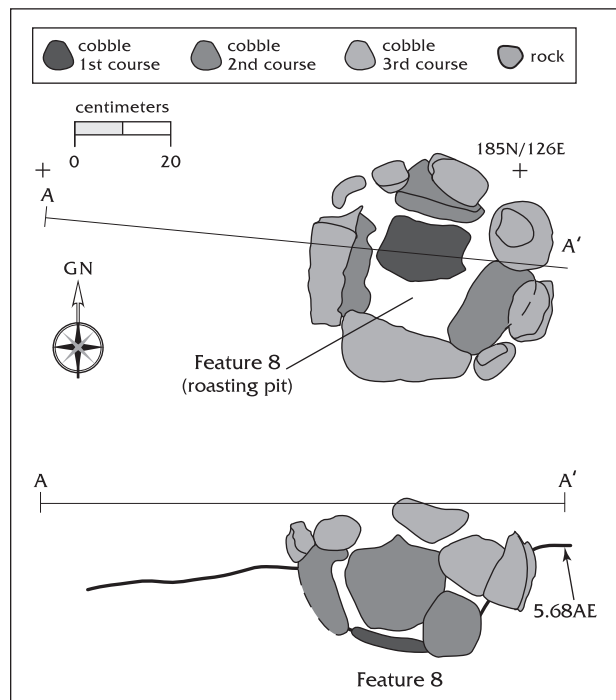 cobble
1st course
cobble
2nd course
cobble
3rd course
rock
centimeters
0 20
185N/126E
A
A'
GN
Feature 8
(roasting pit)
A A'
5.68AE
Feature 8